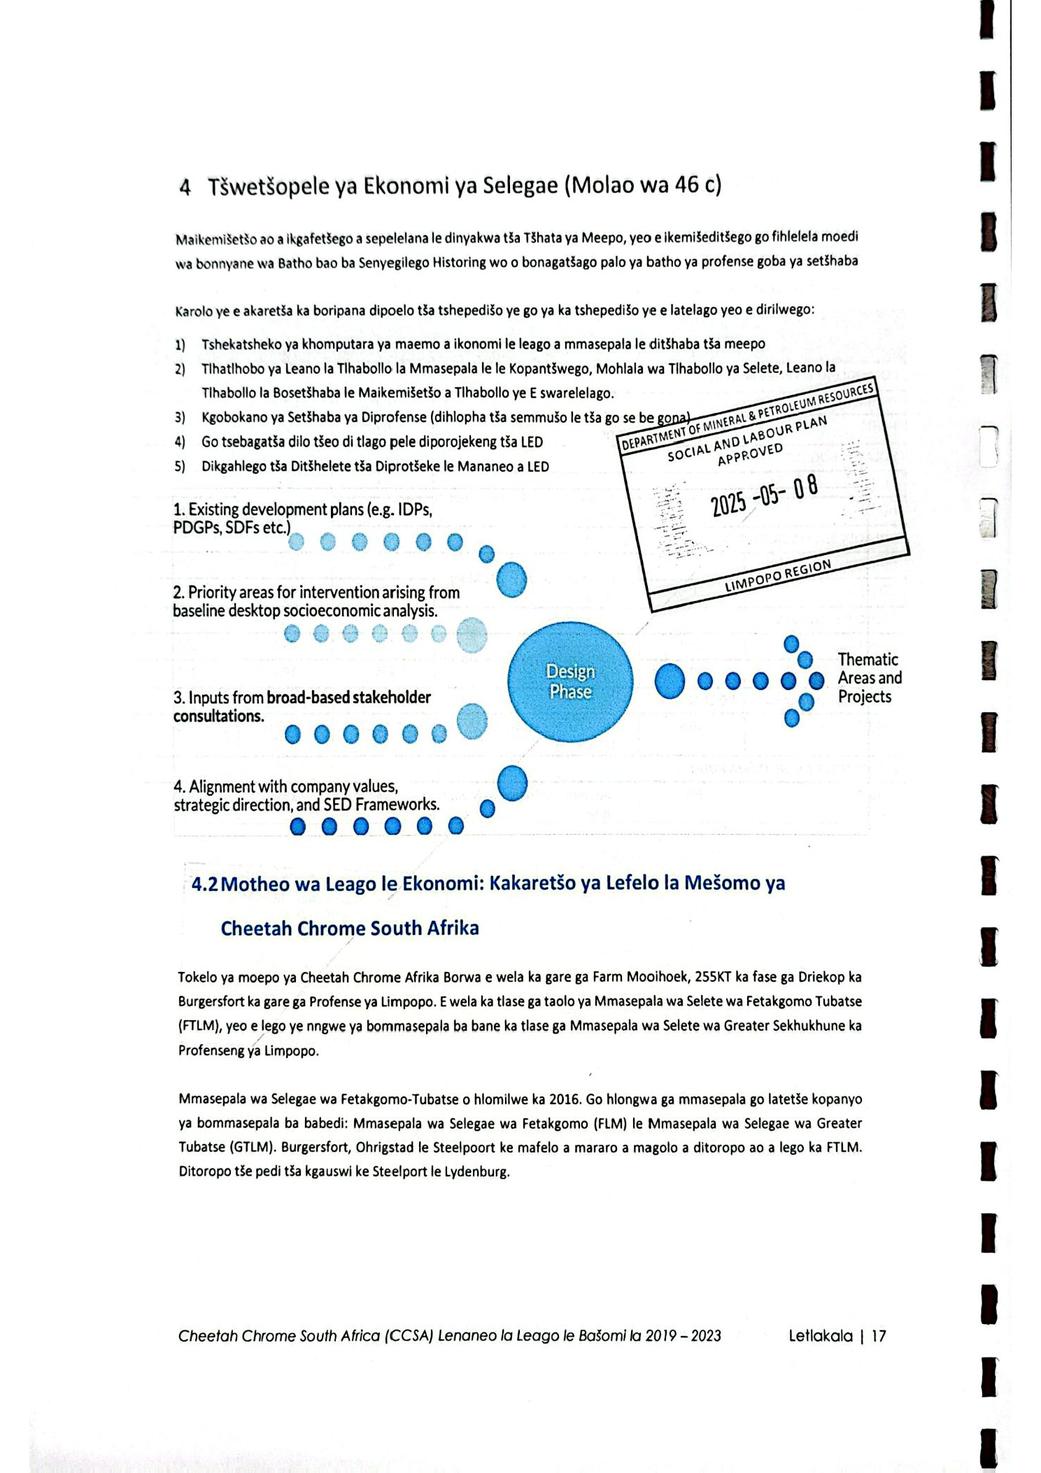 4 Tšwetšopele ya Ekonomi ya Selegae (Molao wa 46 c)
Maikemišetšo ao a ikgafetšego a sepelelana le dinyakwa tša Tšhata ya Meepo, yeo e ikemišeditšego go fihlelela moedi
wa bonnyane wa Batho bao ba Senyegilego Historing wo o bonagatšago palo ya batho ya profense goba ya setšhaba
Karolo ye e akaretša ka boripana dipoelo tša tshepedišo ye go ya ka tshepedišo ye e latelago yeo e dirilwego:
1) Tshekatsheko ya khomputara ya maemo a ikonomi le leago a mmasepala le ditšhaba tša meepo
2) Tlhatlhobo ya Leano la Tlhabollo la Mmasepala le le Kopantšwego, Mohlala wa Tlhabollo ya Selete, Leano la
Tlhabollo la Bosetšhaba le Maikemišetšo a Tlhabollo ye E swarelelago.
3) Kgobokano ya Setšhaba ya Diprofense (dihlopha tša semmušo le tša go se be gona)
4) Go tsebagatša dilo tšeo di tlago pele diporojekeng tša LED
5) Dikgahlego tša Ditšhelete tša Diprotšeke le Mananeo a LED
DEPARTMENT OF MINERAL & PETROLEUM RESOURCES
SOCIAL AND LABOUR PLAN
APPROVED
2025-05-08
LIMPOPO REGION
1. Existing development plans (e.g. IDPs,
PDGPs, SDFs etc.)
2. Priority areas for intervention arising from
baseline desktop socioeconomic analysis.
3. Inputs from broad-based stakeholder
consultations.
4. Alignment with company values,
strategic direction, and SED Frameworks.
Design
Phase
Thematic
Areas and
Projects
4.2 Motheo wa Leago le Ekonomi: Kakaretšo ya Lefelo la Mešomo ya
Cheetah Chrome South Afrika
Tokelo ya moepo ya Cheetah Chrome Afrika Borwa e wela ka gare ga Farm Mooihoek, 255KT ka fase ga Driekop ka
Burgersfort ka gare ga Profense ya Limpopo. E wela ka tlase ga taolo ya Mmasepala wa Selete wa Fetakgomo Tubatse
(FTLM), yeo e lego ye nngwe ya bommasepala ba bane ka tlase ga Mmasepala wa Selete wa Greater Sekhukhune ka
Profenseng ya Limpopo.
Mmasepala wa Selegae wa Fetakgomo-Tubatse o hlomilwe ka 2016. Go hlongwa ga mmasepala go latetše kopanyo
ya bommasepala ba babedi: Mmasepala wa Selegae wa Fetakgomo (FLM) le Mmasepala wa Selegae wa Greater
Tubatse (GTLM). Burgersfort, Ohrigstad le Steelpoort ke mafelo a mararo a magolo a ditoropo ao a lego ka FTLM.
Ditoropo tše pedi tša kgauswi ke Steelport le Lydenburg.
Cheetah Chrome South Africa (CCSA) Lenaneo la Leago le Bašomi la 2019 – 2023 Letlakala | 17